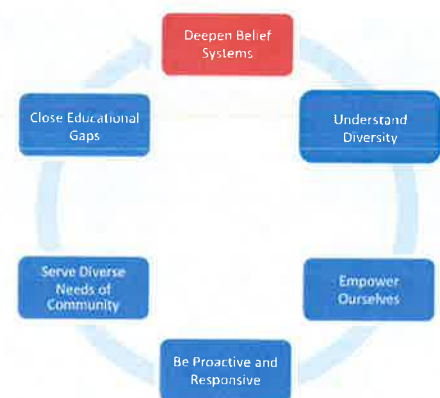 Deepen Belief
Systems
Understand
Diversity
Empower
Ourselves
Be Proactive and
Responsive
Serve Diverse
Needs of
Community
Close Educational
Gaps